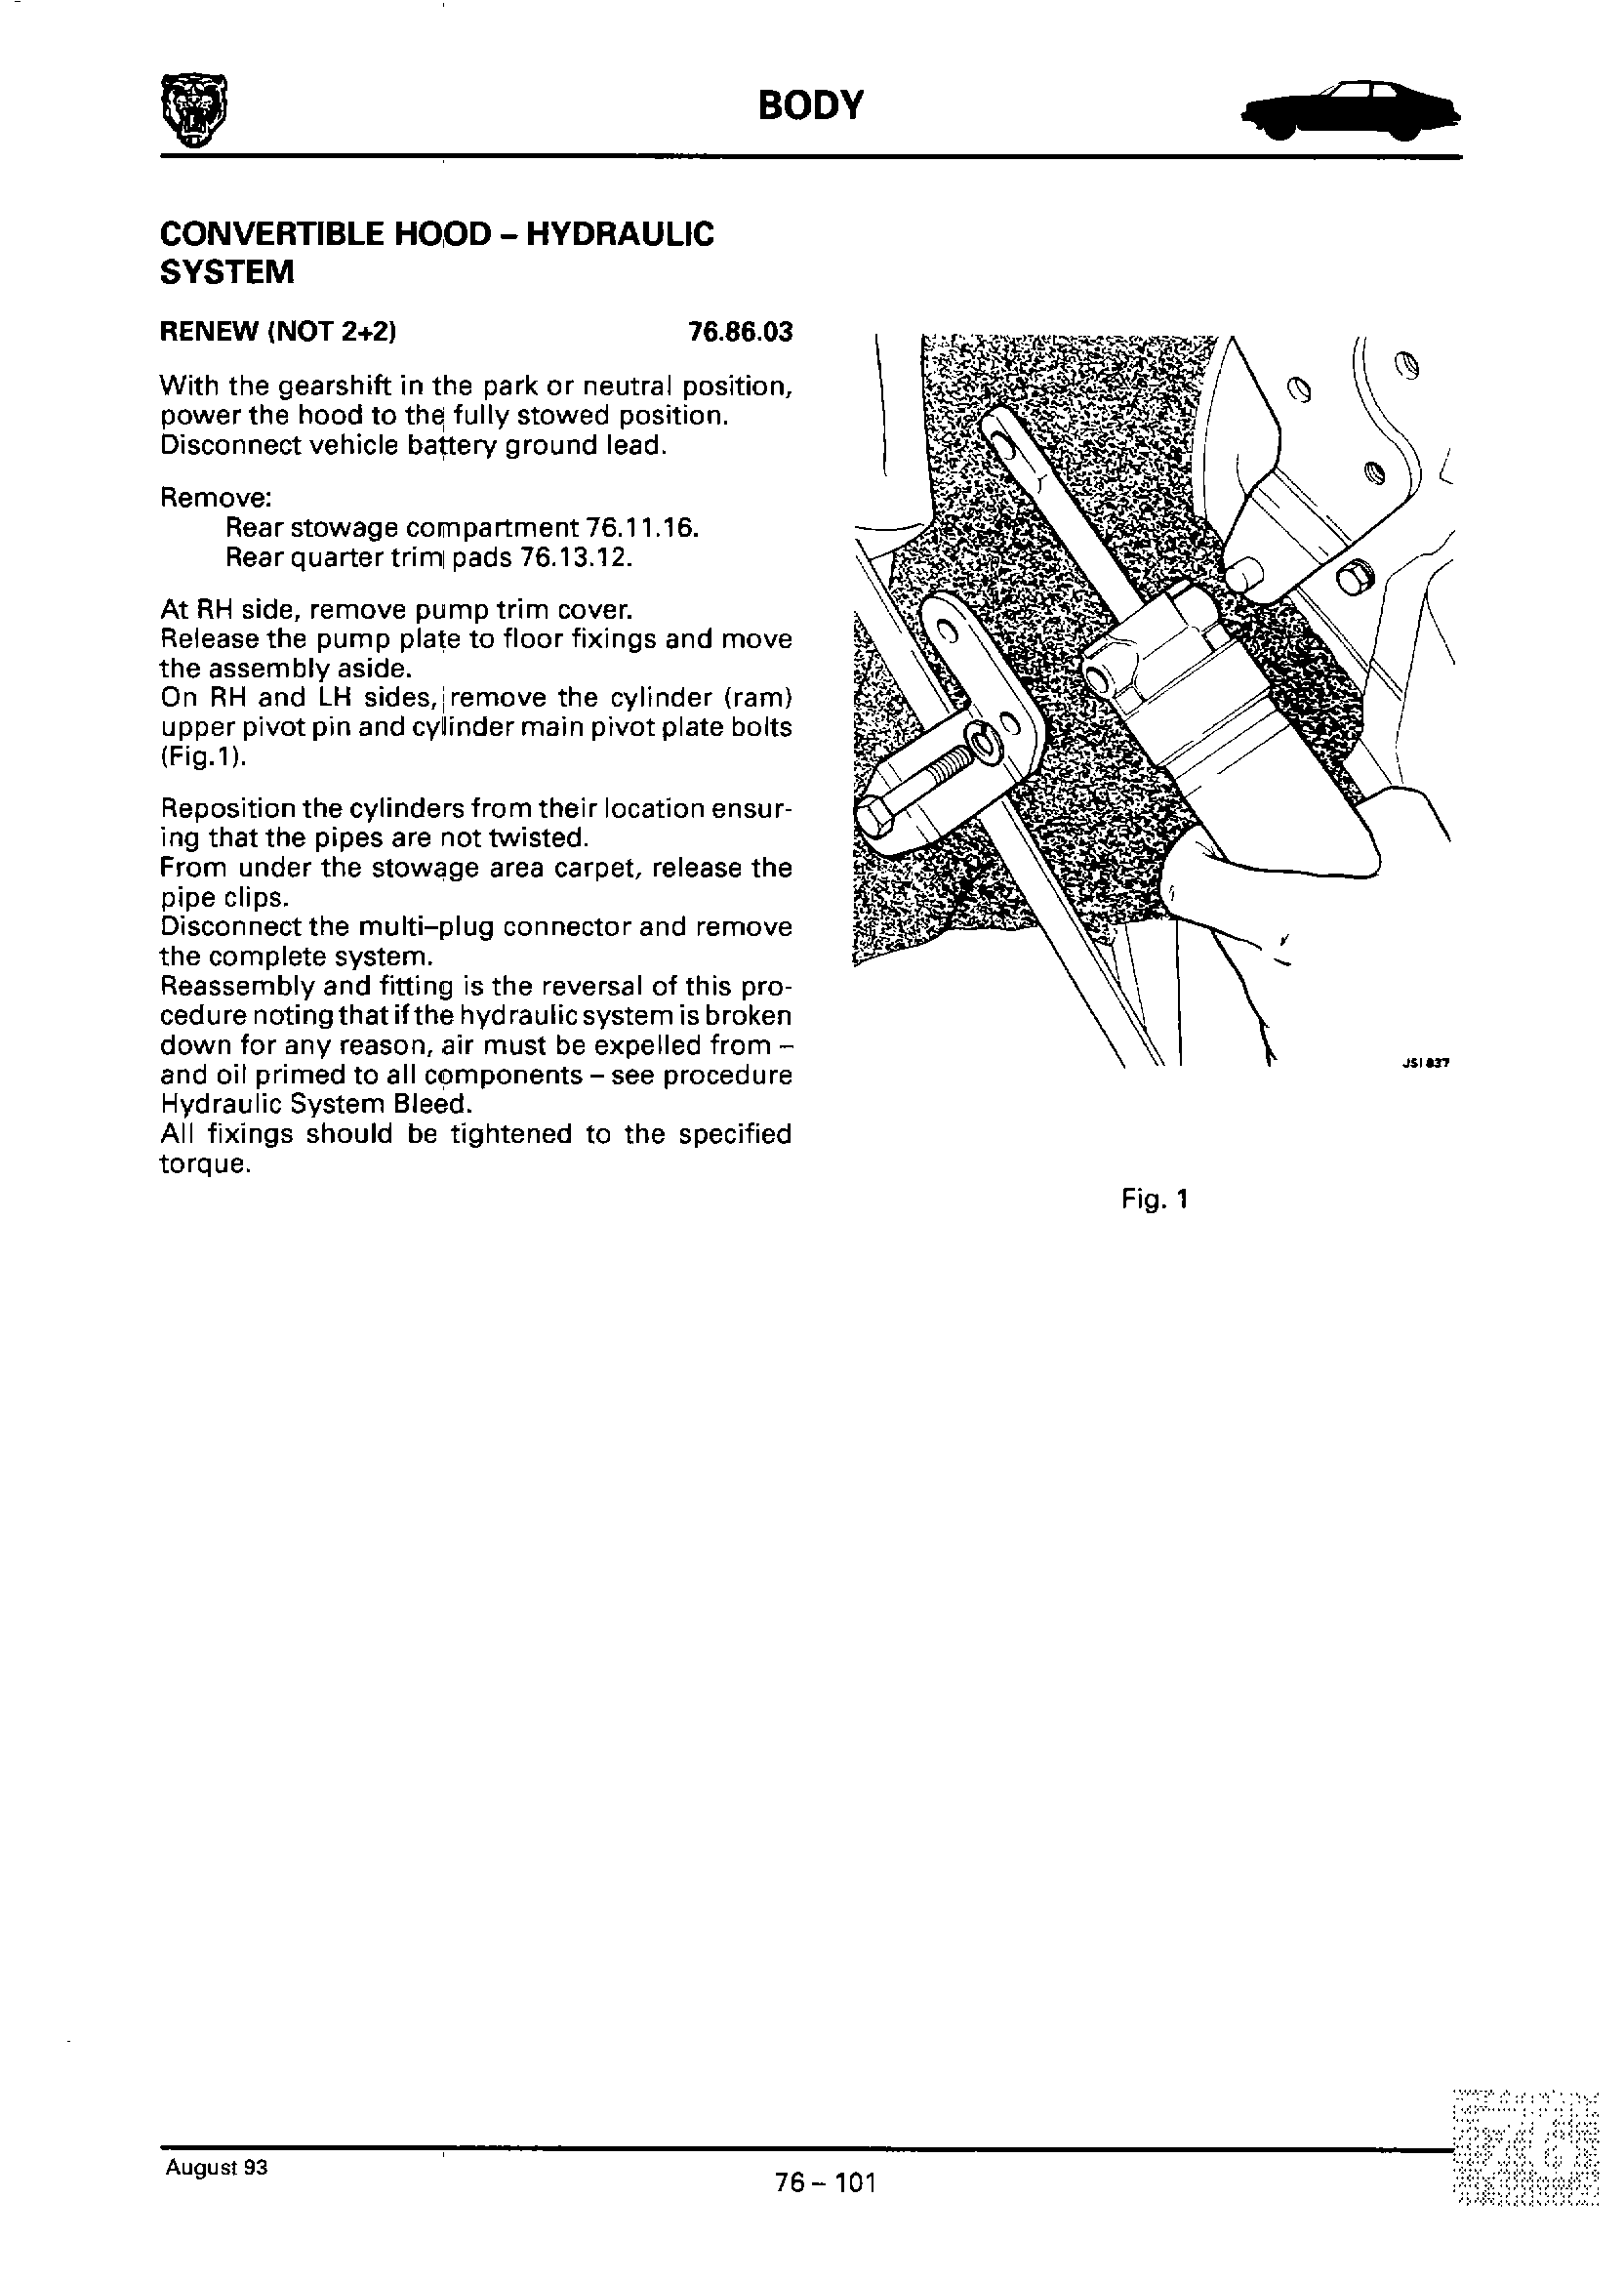 BODY
CONVERTIBLE HOOD – HYDRAULIC
SYSTEM
RENEW (NOT 2+2) 76.86.03
With the gearshift in the park or neutral position,
power the hood to the fully stowed position.
Disconnect vehicle battery ground lead.
Remove:
Rear stowage compartment 76.11.16.
Rear quarter trim pads 76.13.12.
At RH side, remove pump trim cover.
Release the pump plate to floor fixings and move
the assembly aside.
On RH and LH sides, remove the cylinder (ram)
upper pivot pin and cylinder main pivot plate bolts
(Fig.1).
Reposition the cylinders from their location ensur-
ing that the pipes are not twisted.
From under the stowage area carpet, release the
pipe clips.
Disconnect the multi–plug connector and remove
the complete system.
Reassembly and fitting is the reversal of this pro-
cedure noting that if the hydraulic system is broken
down for any reason, air must be expelled from –
and oil primed to all components – see procedure
Hydraulic System Bleed.
All fixings should be tightened to the specified
torque.
JS1 837
Fig. 1
August 93
76 – 101
76